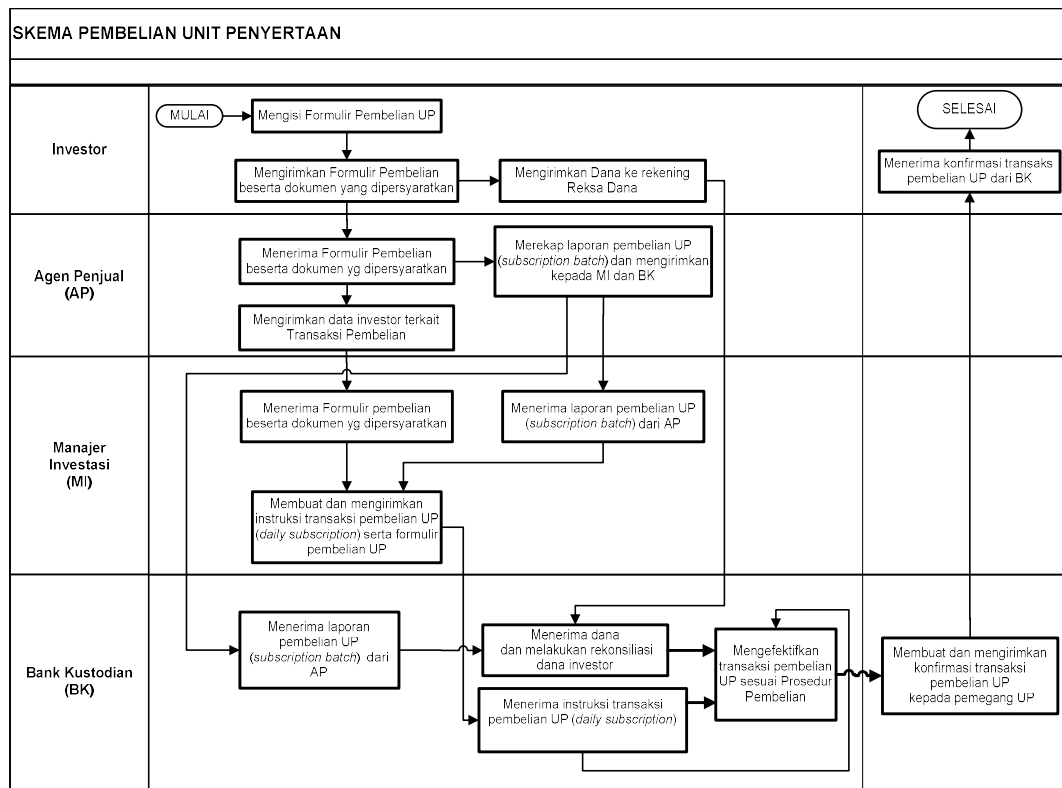 SKEMA PEMBELIAN UNIT PENYERTAAN
Investor
MULAI
Mengisi Formulir Pembelian UP
Mengirimkan Formulir Pembelian
beserta dokumen yang dipersyaratkan
Mengirimkan Dana ke rekening
Reksa Dana
SELESAI
Menerima konfirmasi transaks
pembelian UP dari BK
Agen Penjual
(AP)
Menerima Formulir Pembelian
beserta dokumen yg dipersyaratkan
Merekap laporan pembelian UP
(subscription batch) dan mengirimkan
kepada MI dan BK
Mengirimkan data investor terkait
Transaksi Pembelian
Manajer
Investasi
(MI)
Menerima Formulir pembelian
beserta dokumen yg dipersyaratkan
Menerima laporan pembelian UP
(subscription batch) dari AP
Membuat dan mengirimkan
instruksi transaksi pembelian UP
(daily subscription) serta formulir
pembelian UP
Bank Kustodian
(BK)
Menerima laporan
pembelian UP
(subscription batch) dari
AP
Menerima dana
dan melakukan rekonsiliasi
dana investor
Menerima instruksi transaksi
pembelian UP (daily subscription)
Mengefektifkan
transaksi pembelian
UP sesuai Prosedur
Pembelian
Membuat dan mengirimkan
konfirmasi transaksi
pembelian UP
kepada pemegang UP